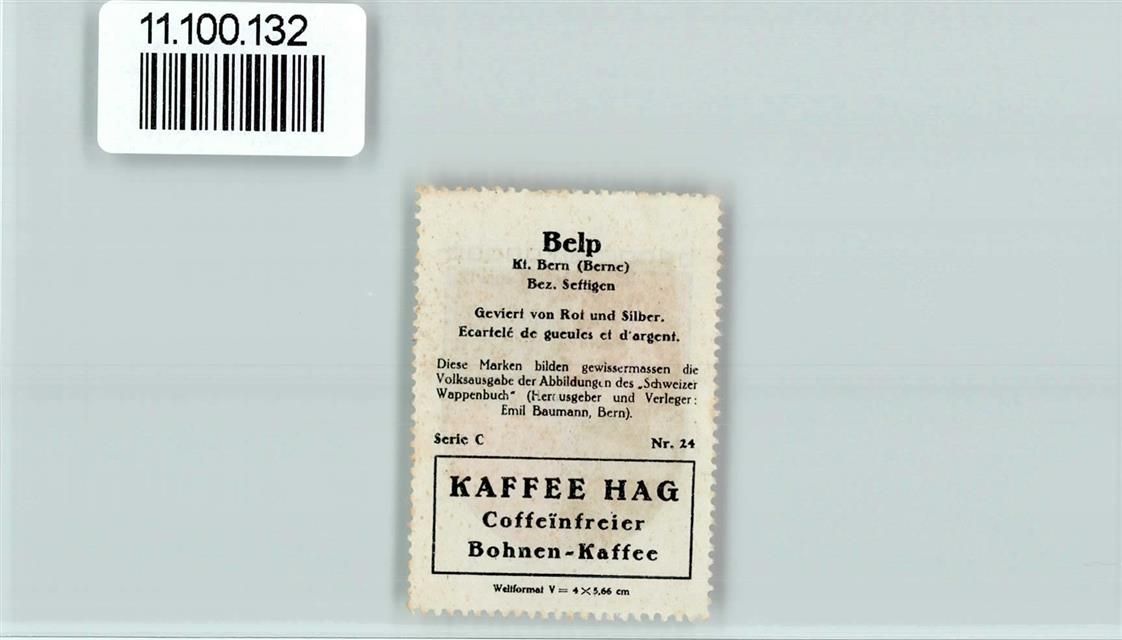 11.100.132
Belp
Kt. Bern (Berne)
Bez. Seftigen
Geviert von Rot und Silber.
Ecartelé de gueules et d'argent.
Diese Marken bilden gewissermassen die
Volksausgabe der Abbildungen des „Schweizer
Wappenbuch" (Herausgeber und Verleger:
Emil Baumann, Bern).
Serie C Nr. 24
KAFFEE HAG
Coffeïnfreier
Bohnen-Kaffee
Weltformat V = 4 × 5,66 cm